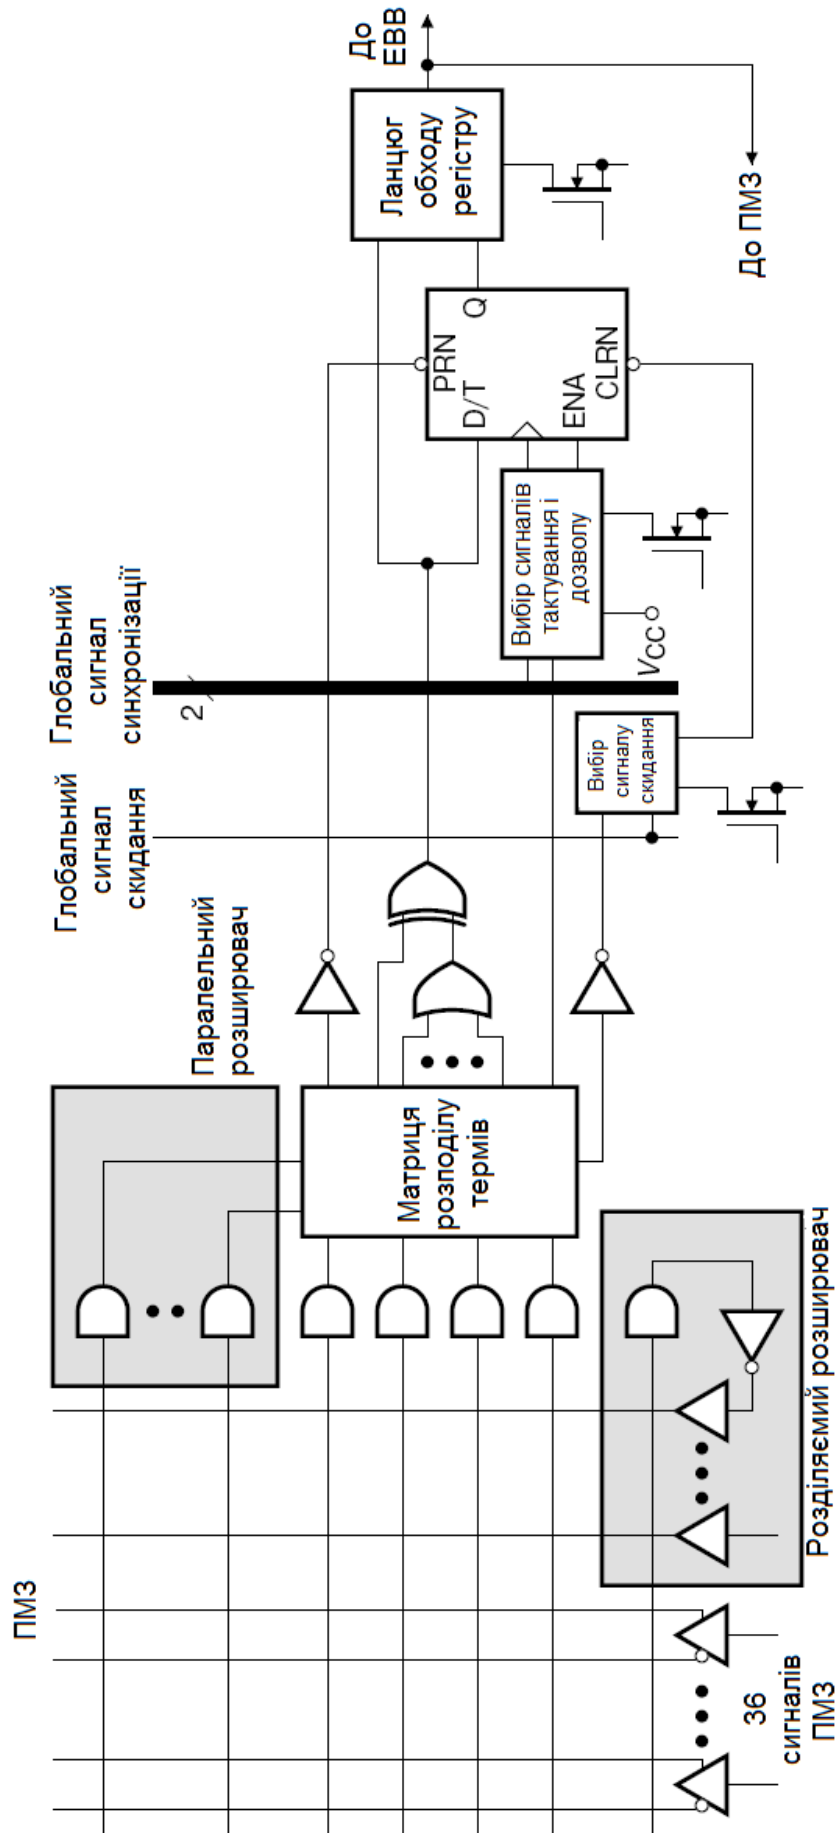 ПМЗ
36
сигналів
ПМЗ
Розділяємий розширювач
Паралельний
розширювач
Матриця
розподілу
термів
Глобальний
сигнал
скидання
Глобальний
сигнал
синхронізації
2
Вибір
сигналу
скидання
VCC
Вибір сигналів
тактування і
дозволу
PRN
D/T
Q
ENA
CLRN
Ланцюг
обходу
регістру
До
ЕВВ
До ПМЗ